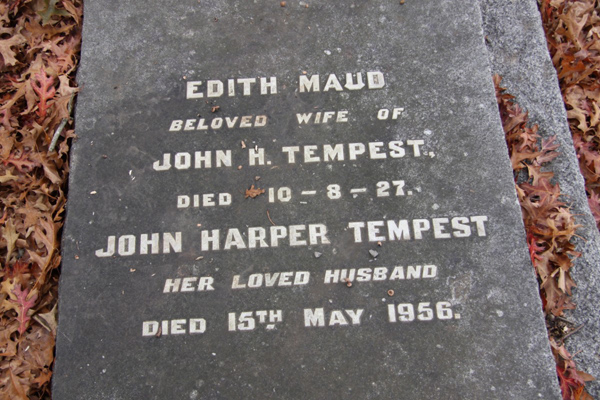 EDITH MAUD
BELOVED WIFE OF
JOHN H. TEMPEST.
DIED 10-8-27.
JOHN HARPER TEMPEST
HER LOVED HUSBAND
DIED 15TH MAY 1956.